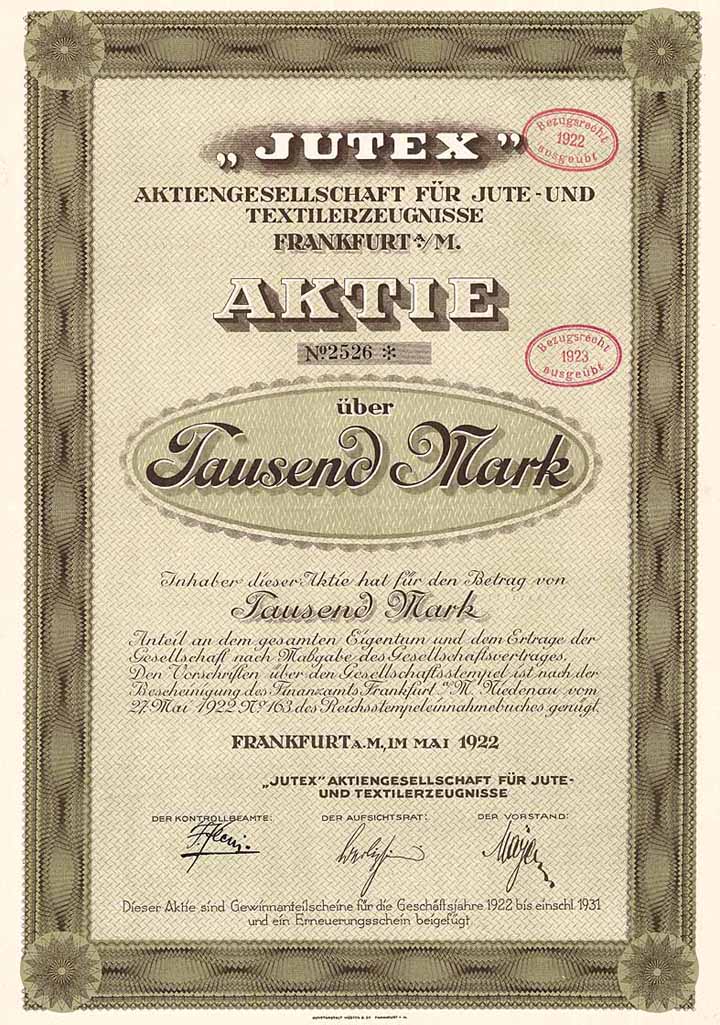 „JUTEX”
Bezugsrecht
1922
ausgeübt
AKTIENGESELLSCHAFT FÜR JUTE-UND
TEXTILERZEUGNISSE
FRANKFURT A/M.
AKTIE
Bezugsrecht
1923
ausgeübt
Nº2526 ✻
über
Tausend Mark
Inhaber dieser Aktie hat für den Betrag von
Tausend Mark
Anteil an dem gesamten Eigentum und dem Ertrage der
Gesellschaft nach Maßgabe des Gesellschaftsvertrages.
Den Vorschriften über den Gesellschaftsstempel ist nach der
Bescheinigung des Finanzamts Frankfurt a/M. Niedenau vom
27. Mai 1922 Nº 163 des Reichsstempeleinnahmebuches genügt.
FRANKFURT A.M., IM MAI 1922
„JUTEX” AKTIENGESELLSCHAFT FÜR JUTE-
UND TEXTILERZEUGNISSE
DER KONTROLLBEAMTE: DER AUFSICHTSRAT: DER VORSTAND:
Dieser Aktie sind Gewinnanteilscheine für die Geschäftsjahre 1922 bis einschl. 1931
und ein Erneuerungsschein beigefügt